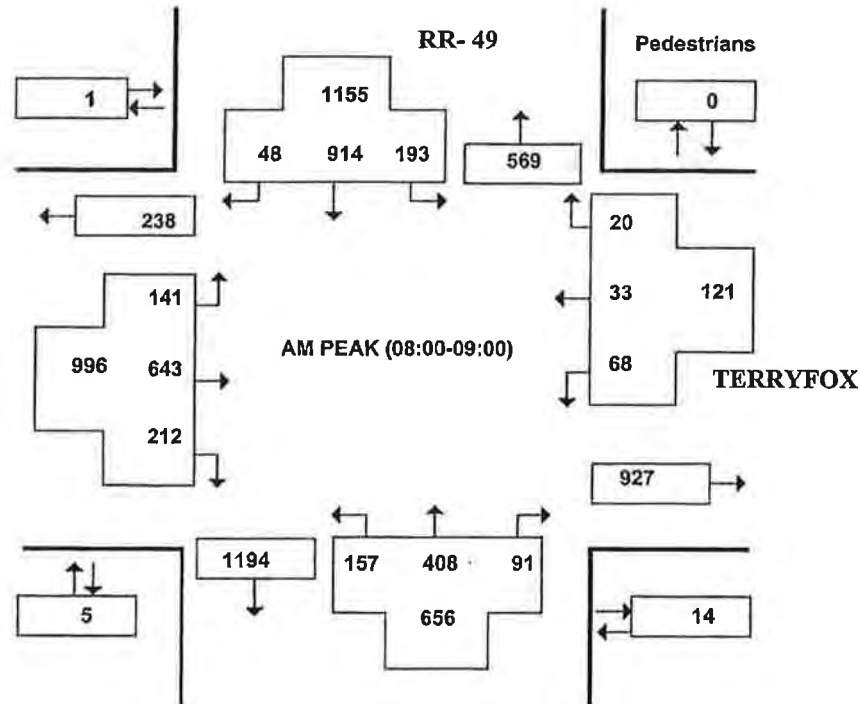 RR- 49
Pedestrians
1
1155
0
48 914 193
569
238
20
141
33 121
AM PEAK (08:00-09:00)
996 643
68
TERRYFOX
212
927
1194
157 408 91
5
656
14